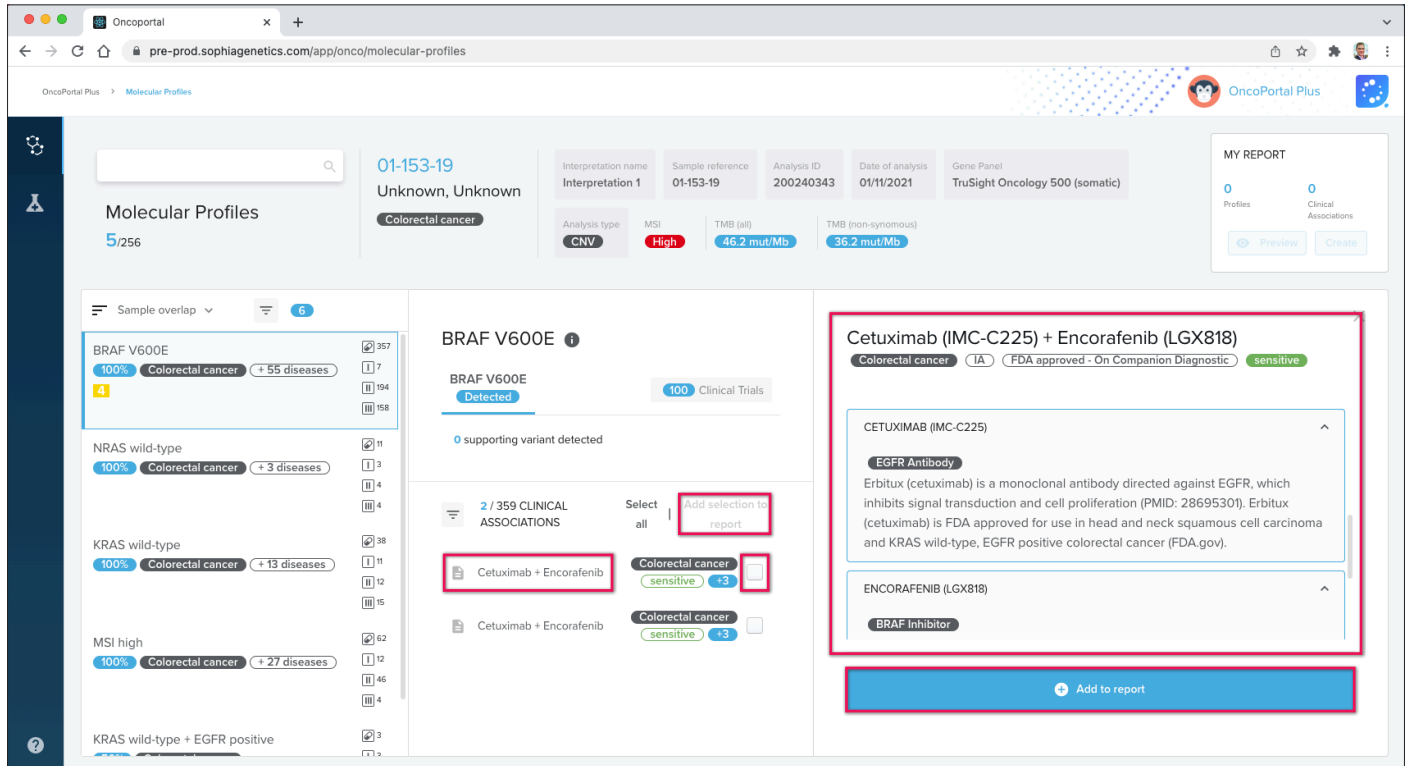 Oncoportal
pre-prod.sophiagenetics.com/app/onco/molecular-profiles
OncoPortal Plus > Molecular Profiles
OncoPortal Plus
Molecular Profiles
5/256
01-153-19
Unknown, Unknown
Colorectal cancer
Interpretation name
Interpretation 1
Sample reference
01-153-19
Analysis ID
200240343
Date of analysis
01/11/2021
Gene Panel
TruSight Oncology 500 (somatic)
Analysis type
CNV
MSI
High
TMB (all)
46.2 mut/Mb
TMB (non-synomous)
36.2 mut/Mb
MY REPORT
0
Profiles
0
Clinical
Associations
Preview
Create
Sample overlap
6
BRAF V600E
100% Colorectal cancer + 55 diseases
4
357
I 7
II 194
III 158
NRAS wild-type
100% Colorectal cancer + 3 diseases
11
I 3
II 4
III 4
KRAS wild-type
100% Colorectal cancer + 13 diseases
38
I 11
II 12
III 15
MSI high
100% Colorectal cancer + 27 diseases
62
I 12
II 46
III 4
KRAS wild-type + EGFR positive
3
BRAF V600E
BRAF V600E
Detected
100 Clinical Trials
0 supporting variant detected
2 / 359 CLINICAL
ASSOCIATIONS
Select
all
|
Add selection to
report
Cetuximab + Encorafenib
Colorectal cancer
sensitive +3
Cetuximab + Encorafenib
Colorectal cancer
sensitive +3
Cetuximab (IMC-C225) + Encorafenib (LGX818)
Colorectal cancer IA FDA approved - On Companion Diagnostic sensitive
CETUXIMAB (IMC-C225)
EGFR Antibody
Erbitux (cetuximab) is a monoclonal antibody directed against EGFR, which
inhibits signal transduction and cell proliferation (PMID: 28695301). Erbitux
(cetuximab) is FDA approved for use in head and neck squamous cell carcinoma
and KRAS wild-type, EGFR positive colorectal cancer (FDA.gov).
ENCORAFENIB (LGX818)
BRAF Inhibitor
Add to report